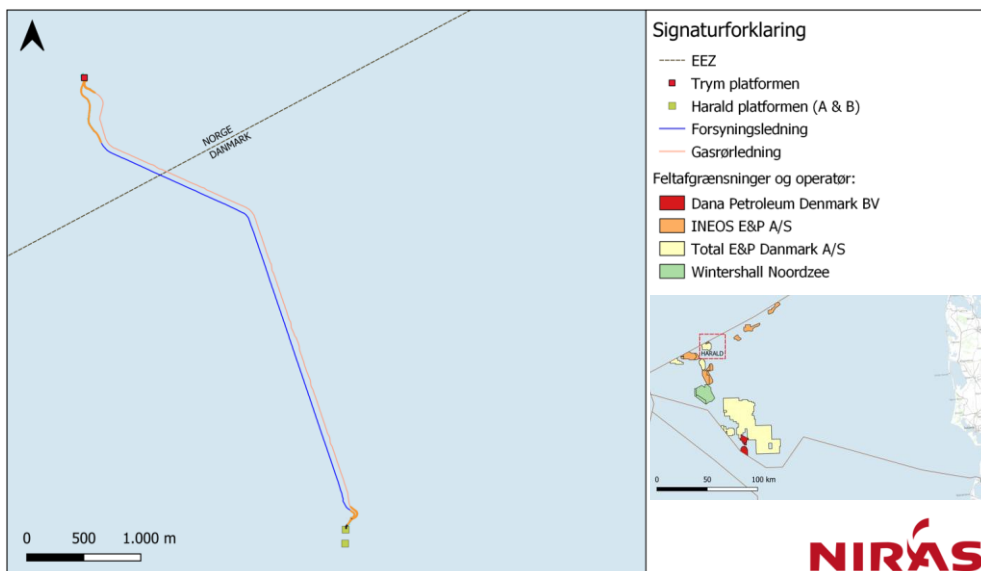 NORGE
DANMARK
0 500 1.000 m
Signaturforklaring
EEZ
Trym platformen
Harald platformen (A & B)
Forsyningsledning
Gasrørledning
Feltafgrænsninger og operatør:
Dana Petroleum Denmark BV
INEOS E&P A/S
Total E&P Danmark A/S
Wintershall Noordzee
HARALD
0 50 100 km
NIRAS